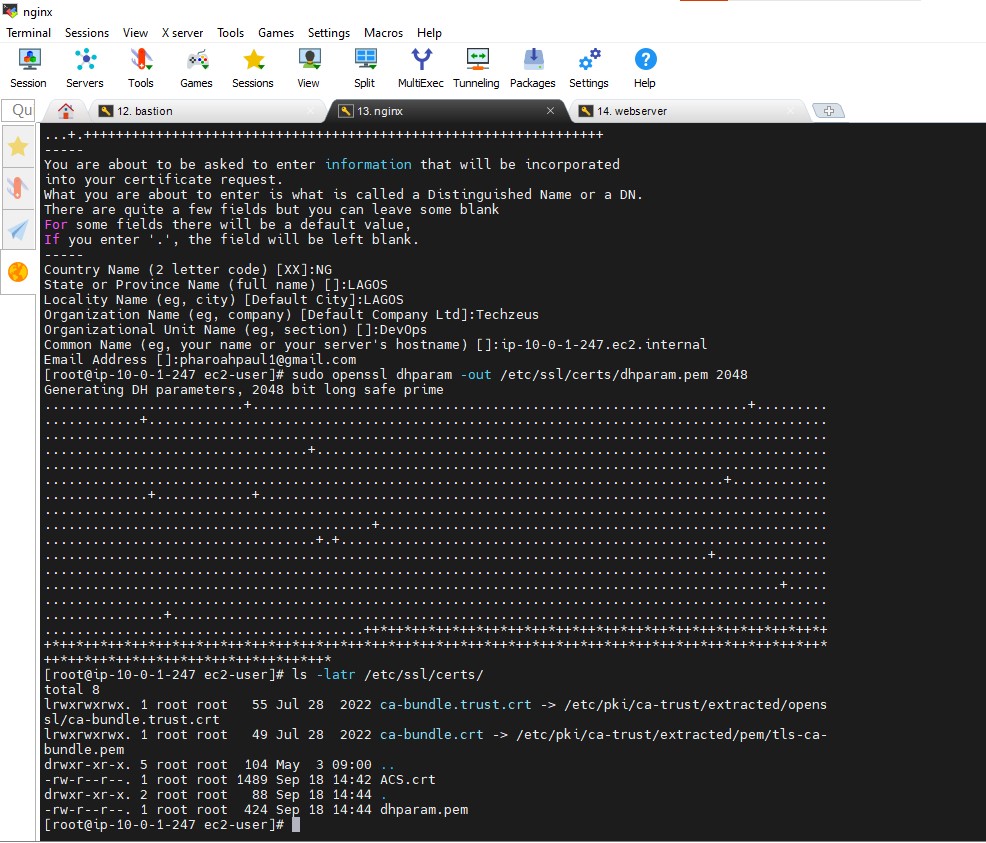 nginx
Terminal Sessions View X server Tools Games Settings Macros Help
Session Servers Tools Games Sessions View Split MultiExec Tunneling Packages Settings Help
Qu
12. bastion
13. nginx
14. webserver
...+.+++++++++++++++++++++++++++++++++++++++++++++++++++++++++++++++++
-----
You are about to be asked to enter information that will be incorporated
into your certificate request.
What you are about to enter is what is called a Distinguished Name or a DN.
There are quite a few fields but you can leave some blank
For some fields there will be a default value,
If you enter '.', the field will be left blank.
-----
Country Name (2 letter code) [XX]:NG
State or Province Name (full name) []:LAGOS
Locality Name (eg, city) [Default City]:LAGOS
Organization Name (eg, company) [Default Company Ltd]:Techzeus
Organizational Unit Name (eg, section) []:DevOps
Common Name (eg, your name or your server's hostname) []:ip-10-0-1-247.ec2.internal
Email Address []:pharoahpaul1@gmail.com
[root@ip-10-0-1-247 ec2-user]# sudo openssl dhparam -out /etc/ssl/certs/dhparam.pem 2048
Generating DH parameters, 2048 bit long safe prime
[root@ip-10-0-1-247 ec2-user]# ls -latr /etc/ssl/certs/
total 8
lrwxrwxrwx. 1 root root   55 Jul 28  2022 ca-bundle.trust.crt -> /etc/pki/ca-trust/extracted/opens
sl/ca-bundle.trust.crt
lrwxrwxrwx. 1 root root   49 Jul 28  2022 ca-bundle.crt -> /etc/pki/ca-trust/extracted/pem/tls-ca-
bundle.pem
drwxr-xr-x. 5 root root  104 May  3 09:00 ..
-rw-r--r--. 1 root root 1489 Sep 18 14:42 ACS.crt
drwxr-xr-x. 2 root root   88 Sep 18 14:44 .
-rw-r--r--. 1 root root  424 Sep 18 14:44 dhparam.pem
[root@ip-10-0-1-247 ec2-user]#